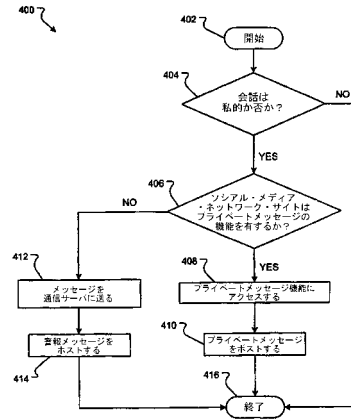 400
402
開始
404
会話は
私的か否か？
NO
YES
406
ソシアル・メディア
・ネットワーク・サイトは
プライベートメッセージの
機能を有するか？
NO
YES
412
メッセージを
通信サーバに送る
408
プライベートメッセージ機能に
アクセスする
警報メッセージを
ポストする
414
410
プライベートメッセージ
をポストする
416
終了